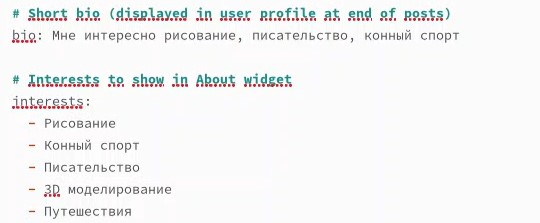 # Short bio (displayed in user profile at end of posts)
bio: Мне интересно рисование, писательство, конный спорт
# Interests to show in About widget
interests:
- Рисование
- Конный спорт
- Писательство
- 3D моделирование
- Путешествия